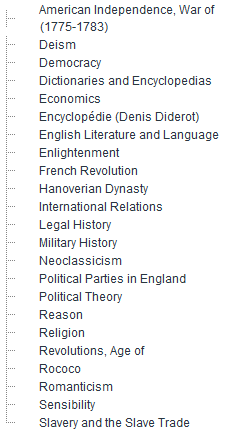 American Independence, War of
(1775-1783)
Deism
Democracy
Dictionaries and Encyclopedias
Economics
Encyclopédie (Denis Diderot)
English Literature and Language
Enlightenment
French Revolution
Hanoverian Dynasty
International Relations
Legal History
Military History
Neoclassicism
Political Parties in England
Political Theory
Reason
Religion
Revolutions, Age of
Rococo
Romanticism
Sensibility
Slavery and the Slave Trade